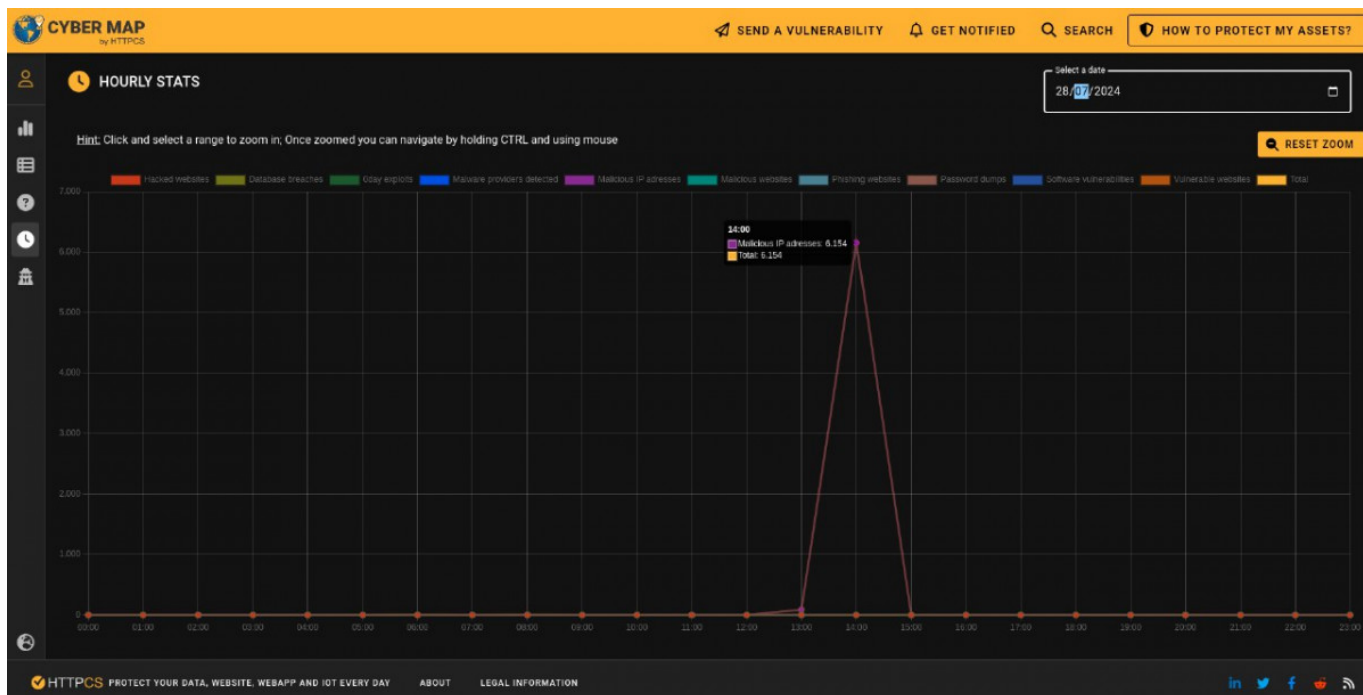 CYBER MAP
by HTTPCS
SEND A VULNERABILITY
GET NOTIFIED
SEARCH
HOW TO PROTECT MY ASSETS?
HOURLY STATS
Select a date
28/07/2024
Hint: Click and select a range to zoom in; Once zoomed you can navigate by holding CTRL and using mouse
RESET ZOOM
Hacked websites Database breaches 0day exploits Malware providers detected Malicious IP adresses Malicious websites Phishing websites Password dumps Software vulnerabilities Vulnerable websites Total
7.000
14:00
Malicious IP adresses: 6.154
Total: 6.154
6.000
5.000
4.000
3.000
2.000
1.000
0
00:00 01:00 02:00 03:00 04:00 05:00 06:00 07:00 08:00 09:00 10:00 11:00 12:00 13:00 14:00 15:00 16:00 17:00 18:00 19:00 20:00 21:00 22:00 23:00
HTTPCS PROTECT YOUR DATA, WEBSITE, WEBAPP AND IOT EVERY DAY ABOUT LEGAL INFORMATION